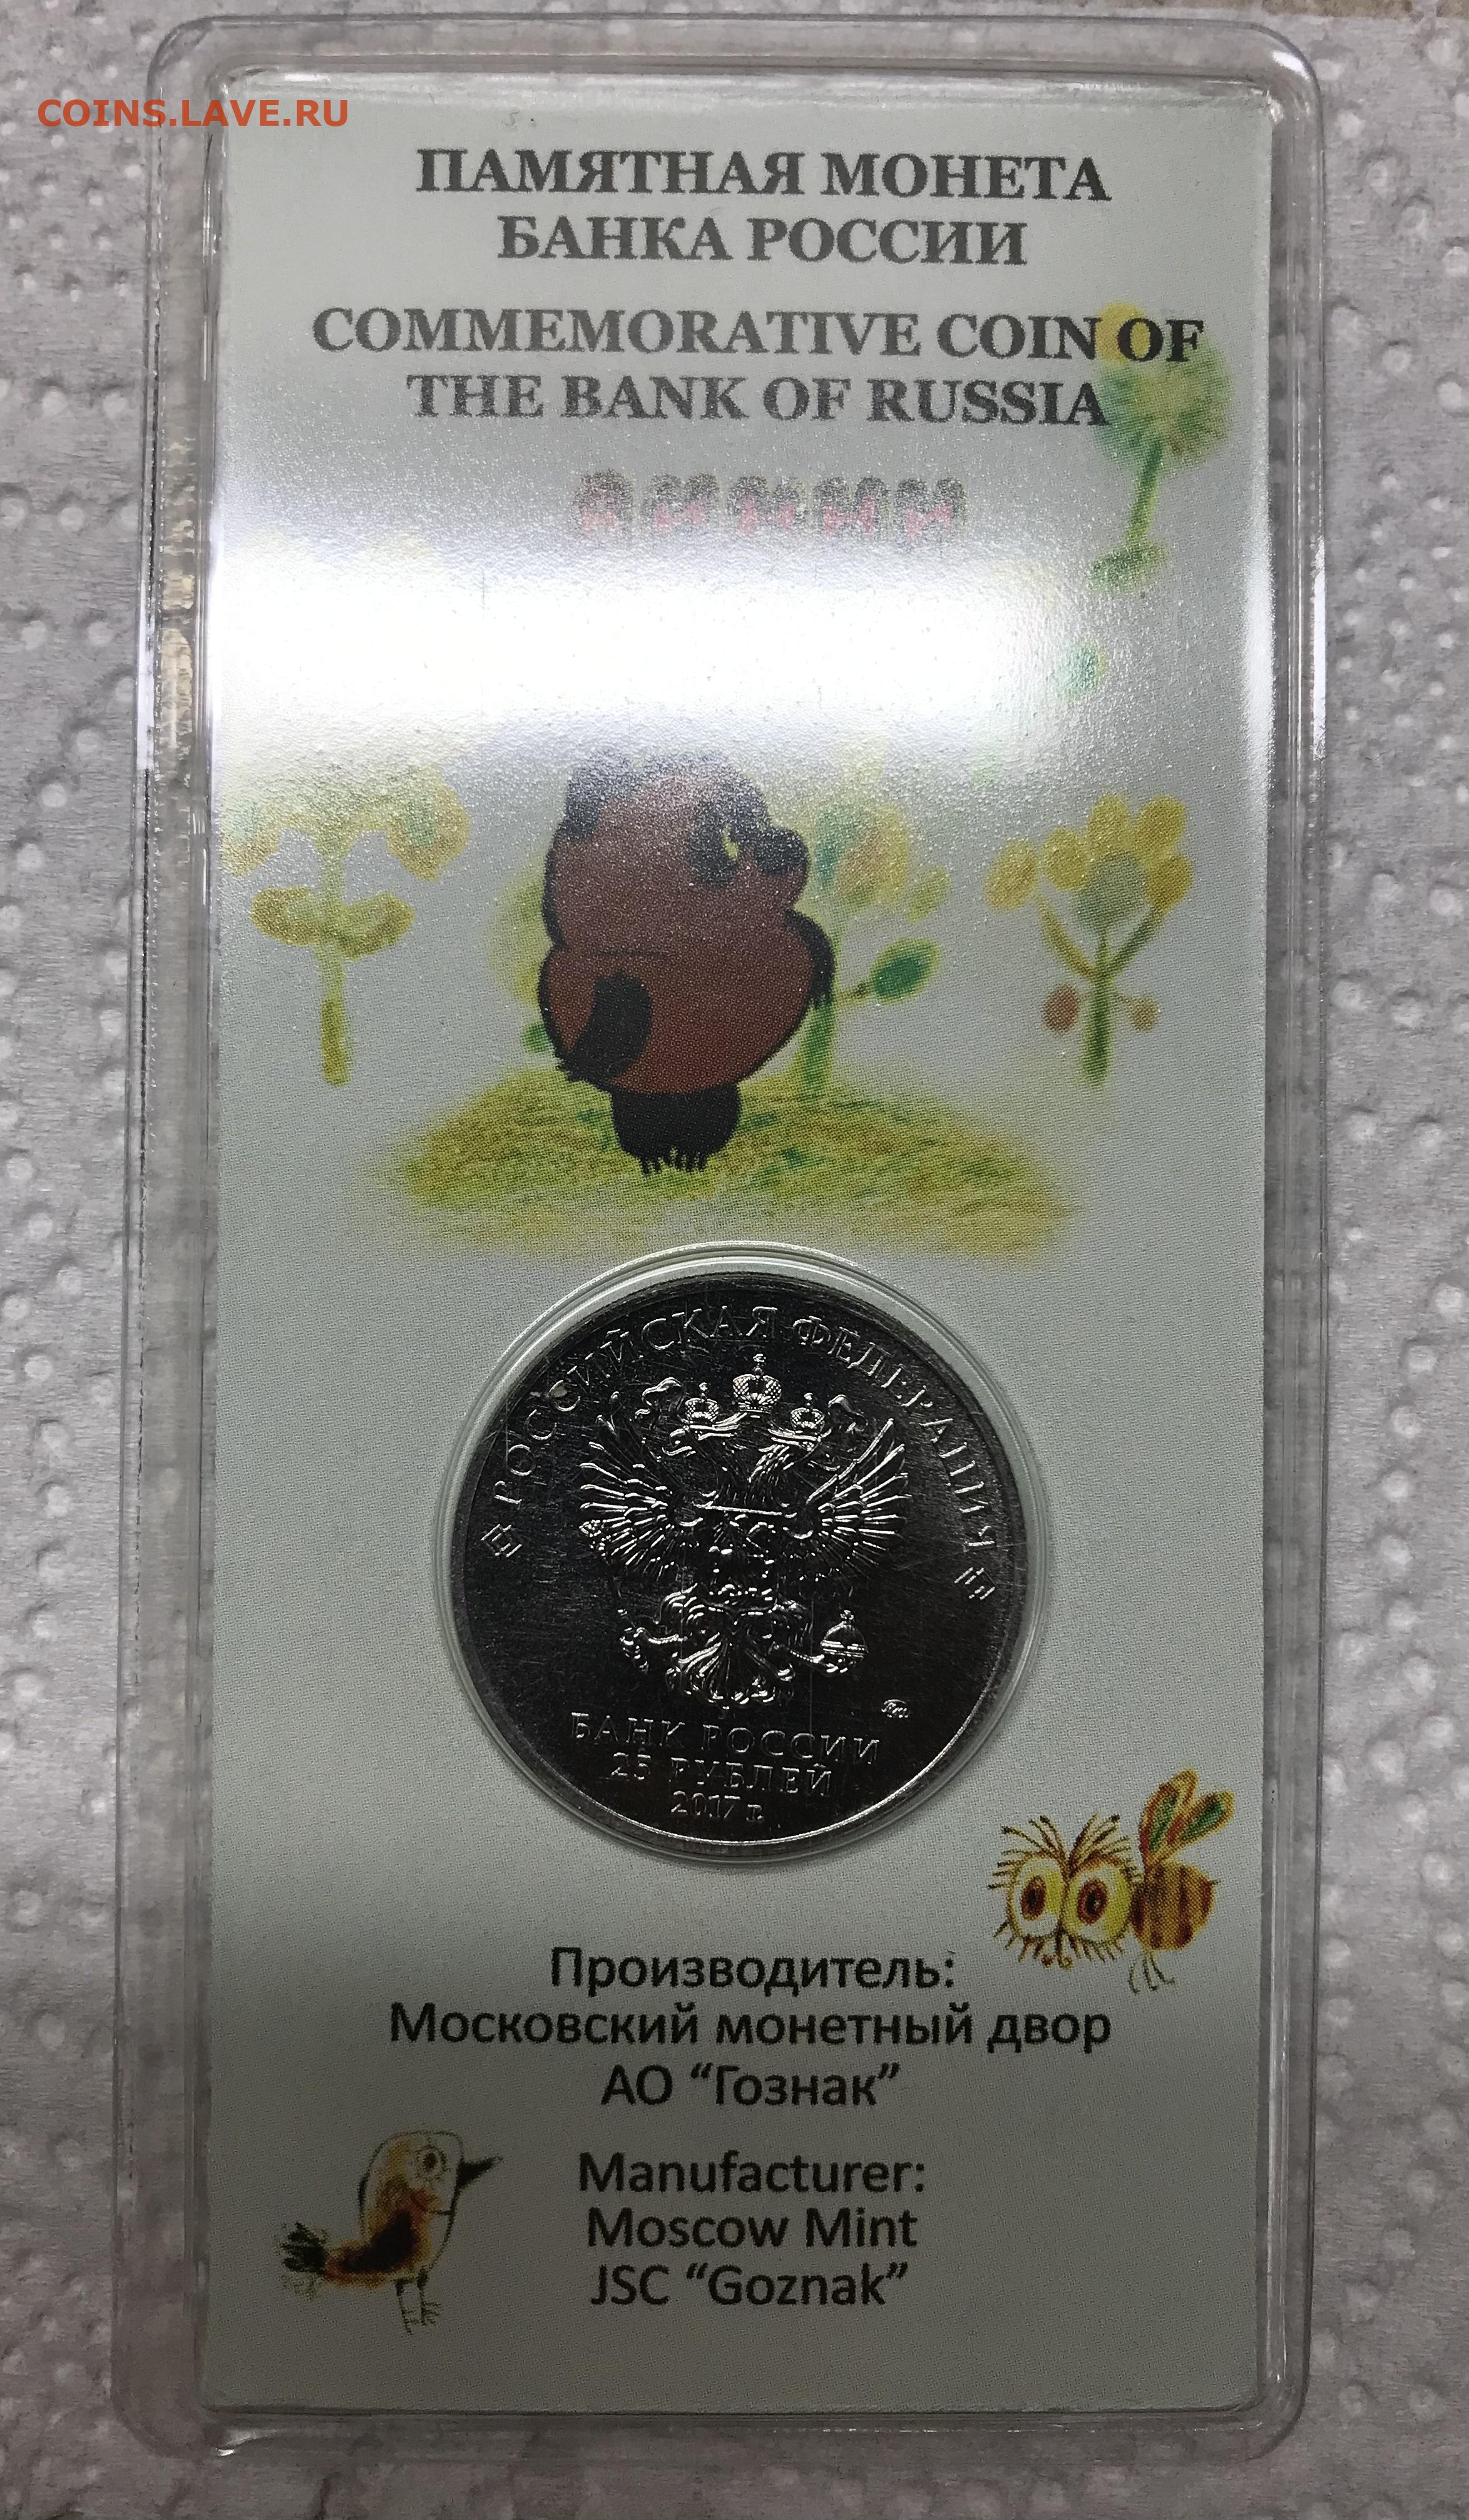 COINS.LAVE.RU
ПАМЯТНАЯ МОНЕТА
БАНКА РОССИИ
COMMEMORATIVE COIN OF
THE BANK OF RUSSIA
РОССИЙСКАЯ ФЕДЕРАЦИЯ
БАНК РОССИИ
25 РУБЛЕЙ
2017 г.
Производитель:
Московский монетный двор
АО “Гознак”
Manufacturer:
Moscow Mint
JSC “Goznak”